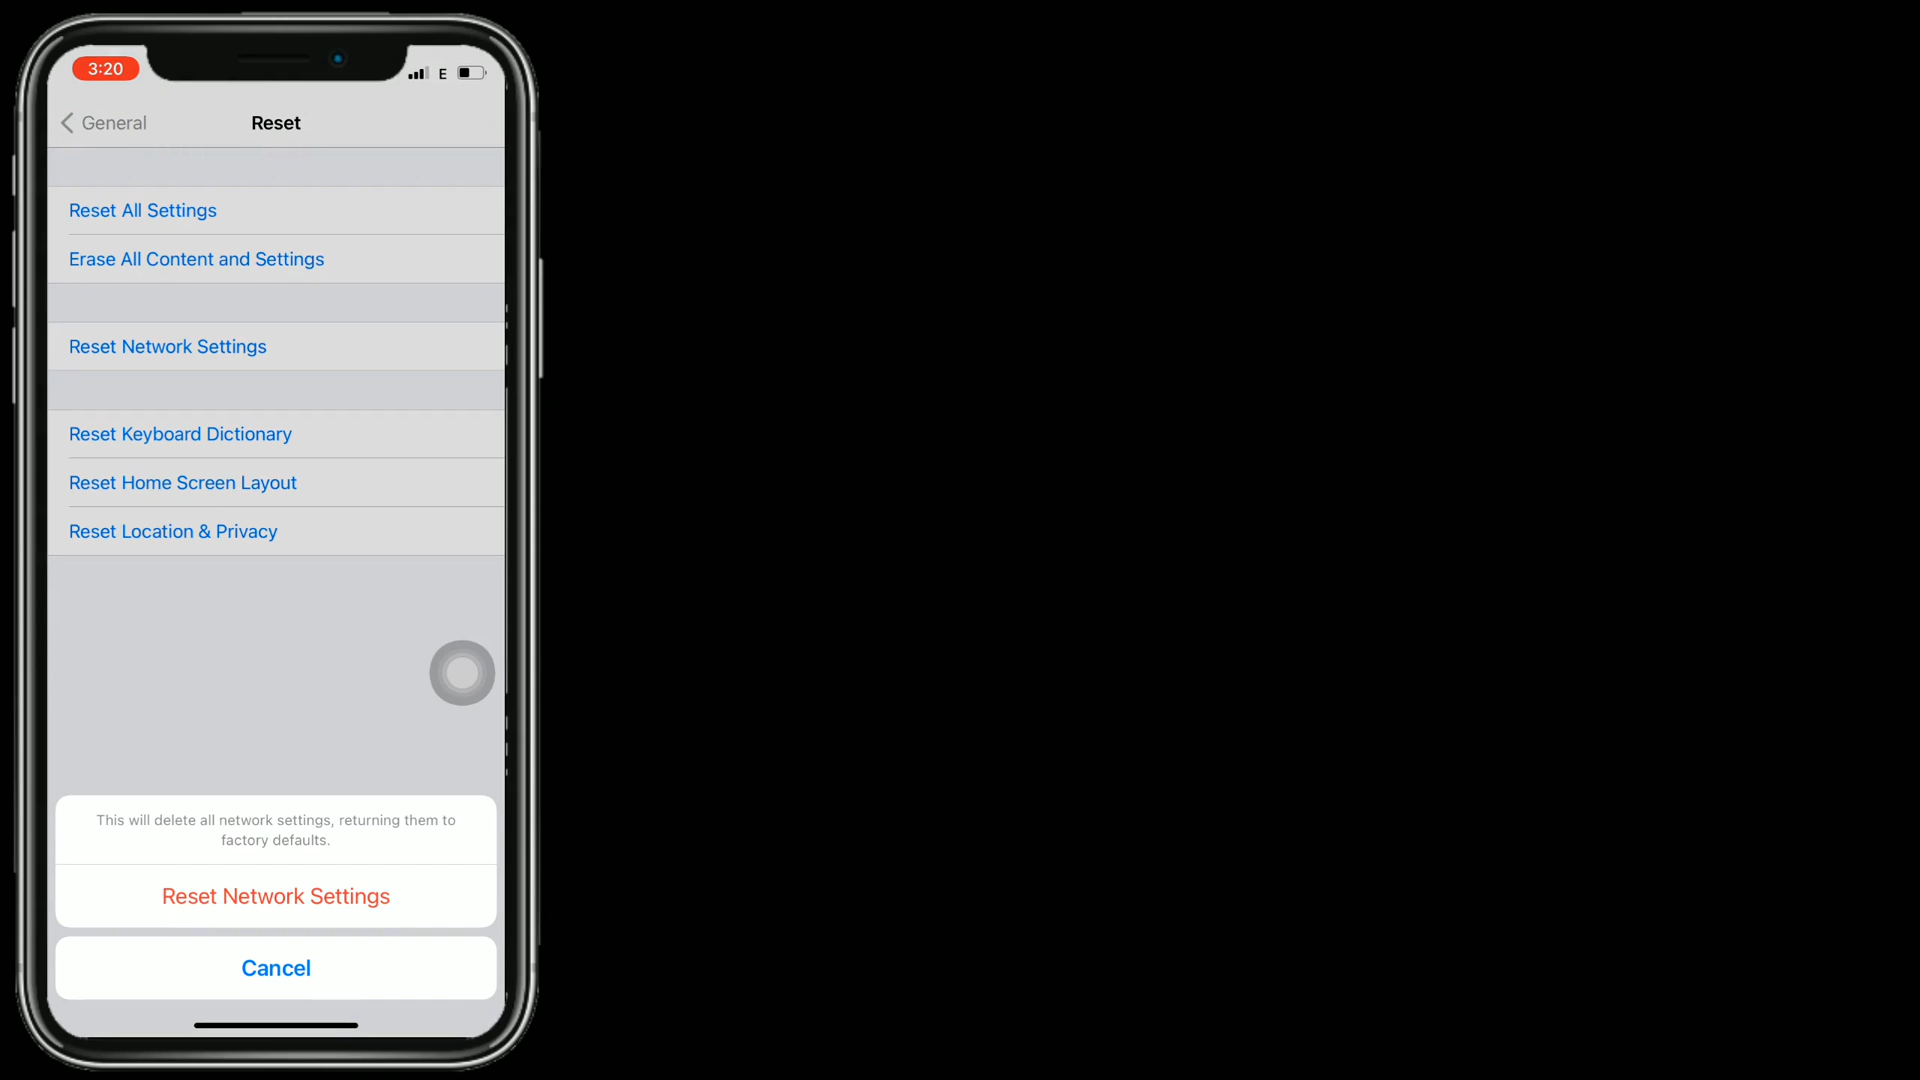 3:20
E
General
Reset
Reset All Settings
Erase All Content and Settings
Reset Network Settings
Reset Keyboard Dictionary
Reset Home Screen Layout
Reset Location & Privacy
This will delete all network settings, returning them to
factory defaults.
Reset Network Settings
Cancel